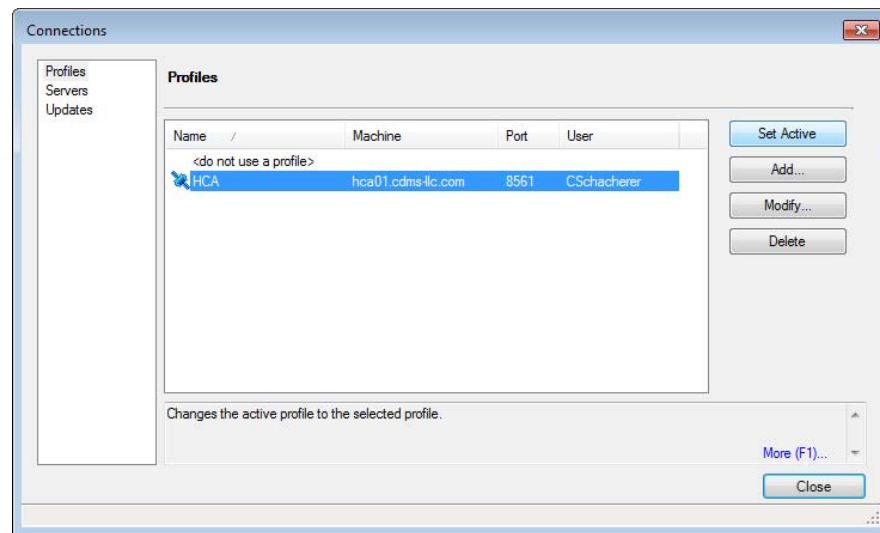 Connections
Profiles
Servers
Updates
Profiles
Name Machine Port User
<do not use a profile>
HCA hca01.cdms-llc.com 8561 CSchacherer
Set Active
Add...
Modify...
Delete
Changes the active profile to the selected profile.
More (F1)...
Close